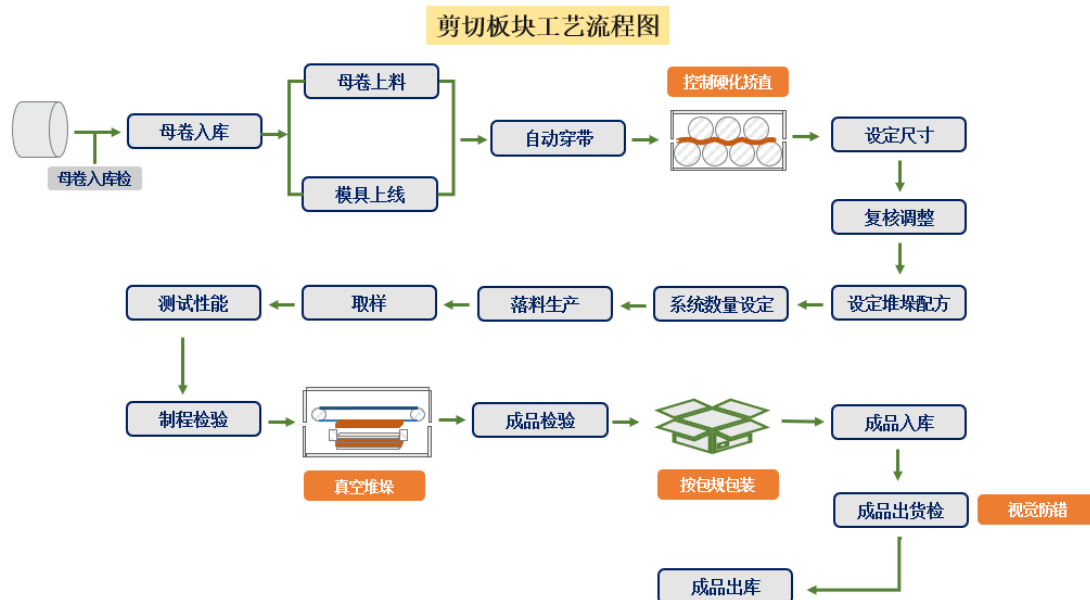 剪切板块工艺流程图
母卷上料
控制硬化矫直
母卷入库
自动穿带
设定尺寸
母卷入库检
模具上线
复核调整
测试性能
取样
落料生产
系统数量设定
设定堆垛配方
制程检验
成品检验
成品入库
真空堆垛
按包规包装
成品出货检
视觉防错
成品出库